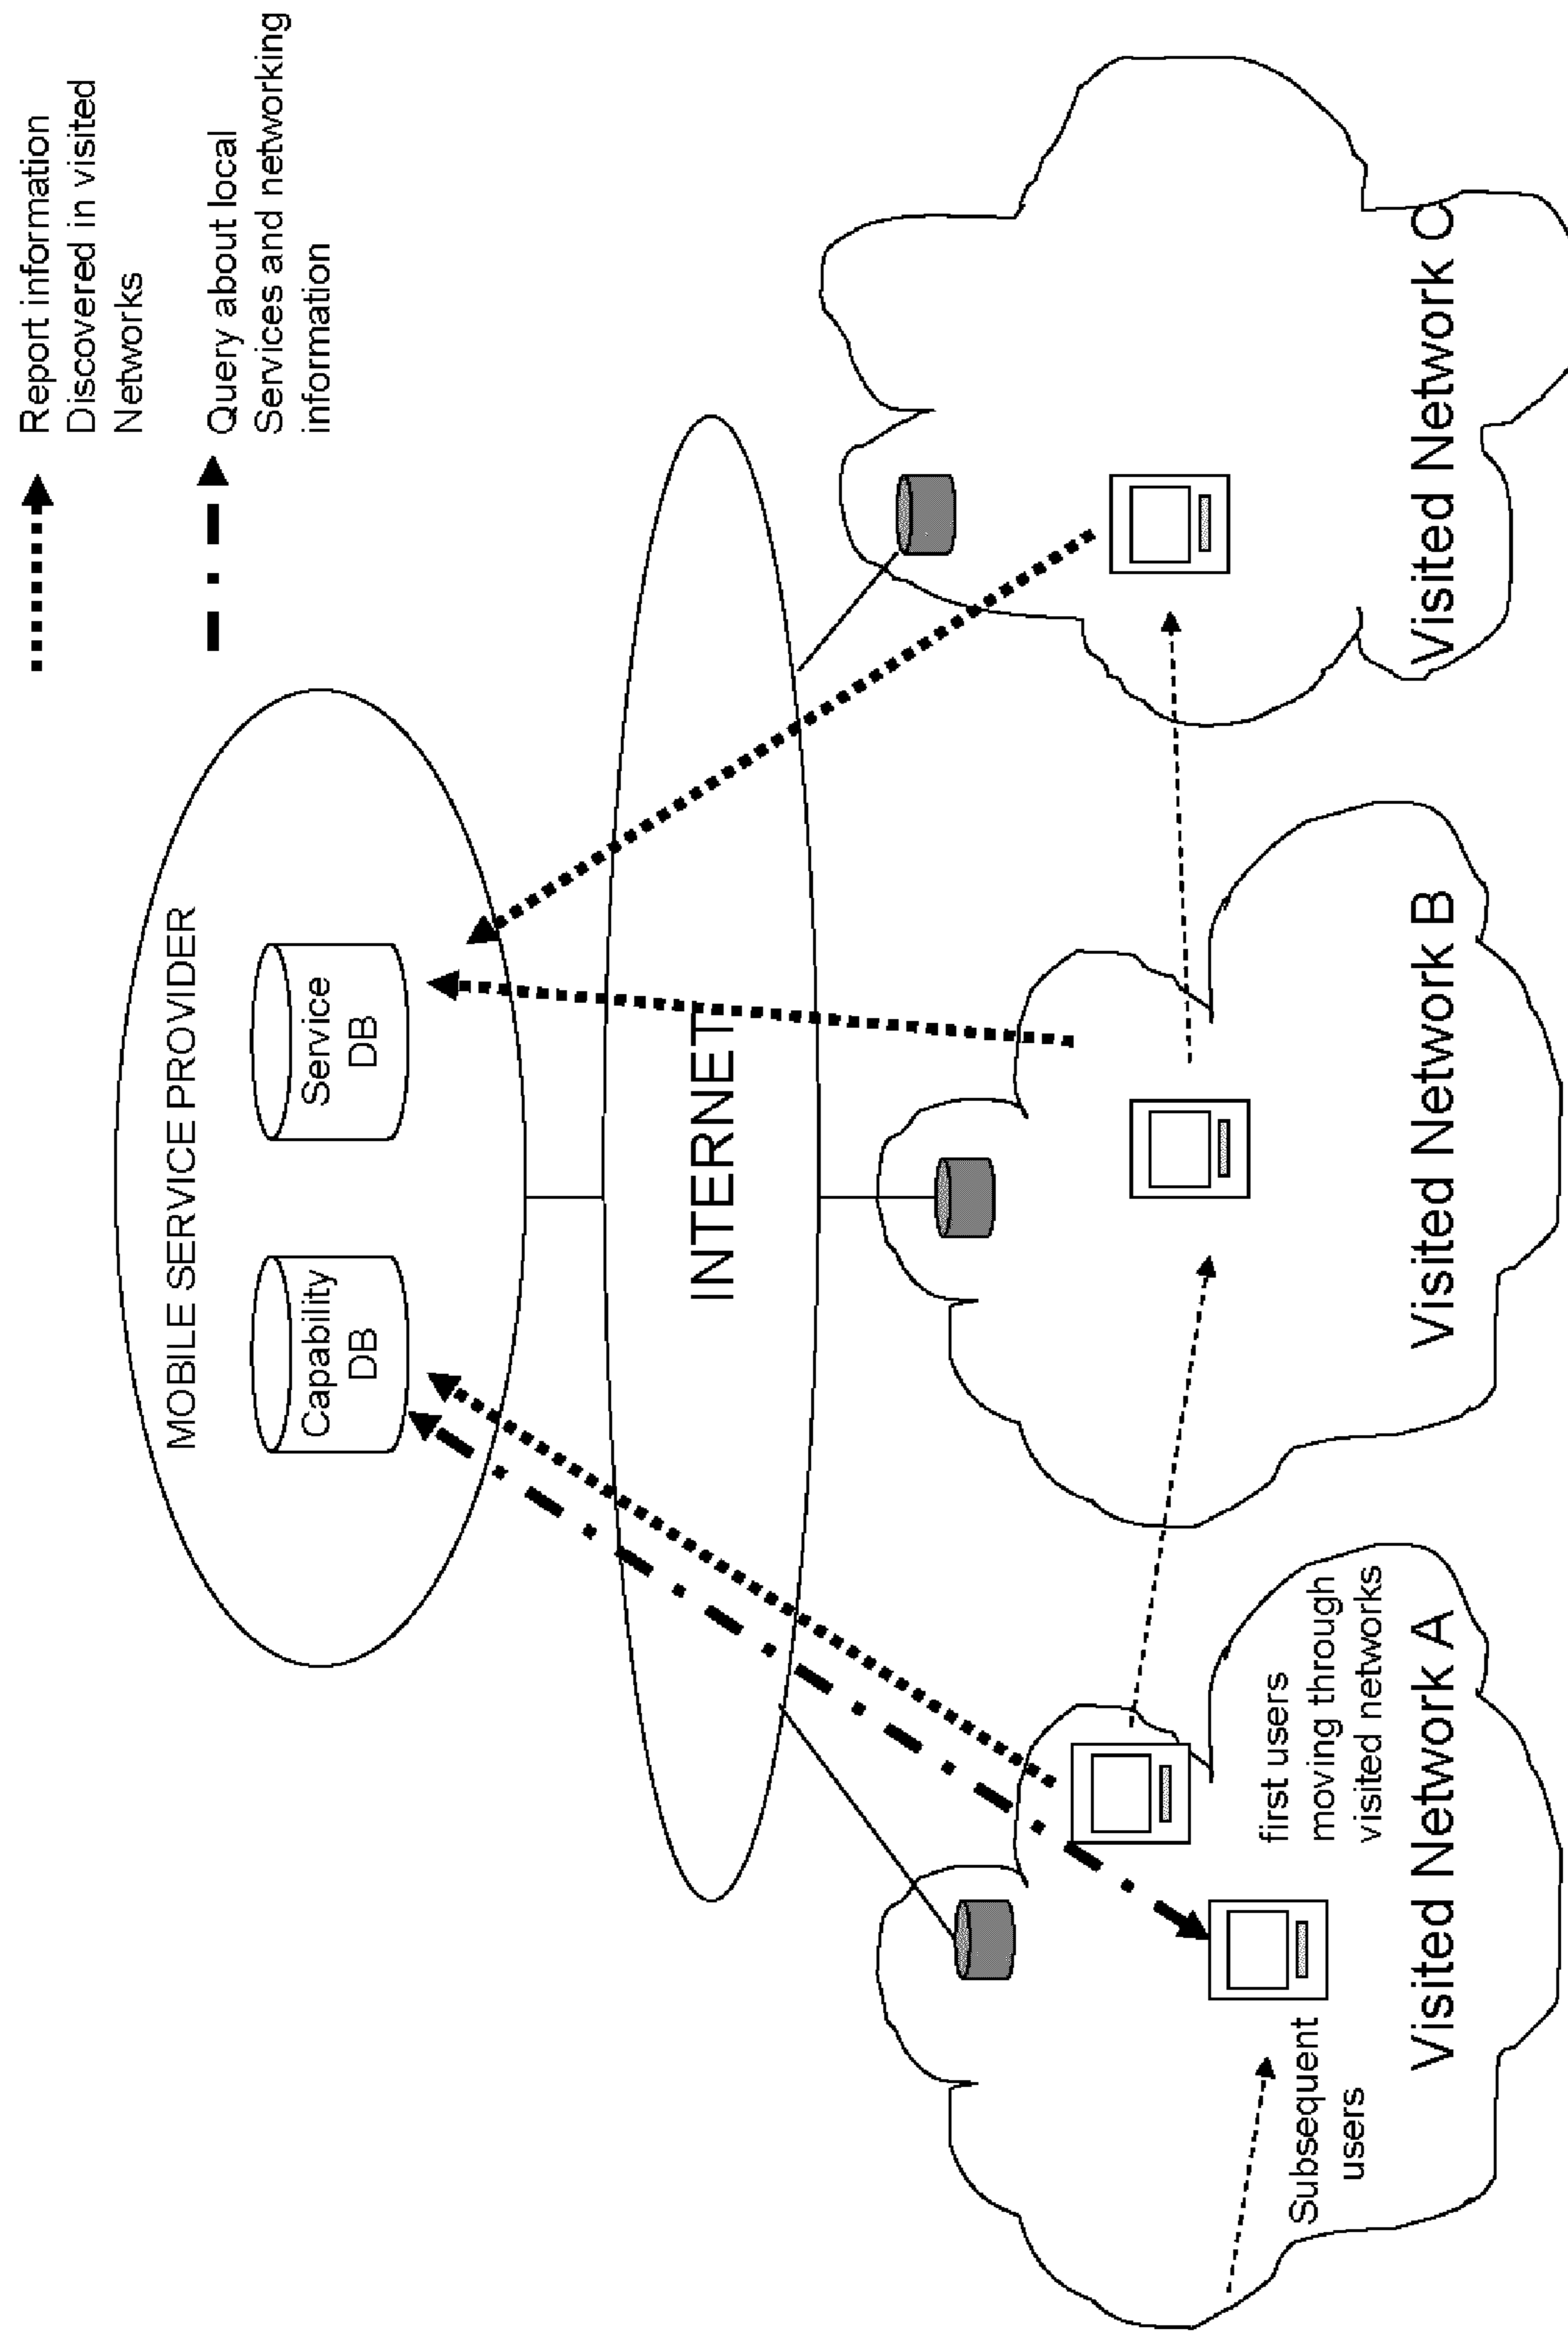 Report information
Discovered in visited
Networks
Query about local
Services and networking
information
MOBILE SERVICE PROVIDER
Capability
DB
Service
DB
INTERNET
first users
moving through
visited networks
Subsequent
users
Visited Network A
Visited Network B
Visited Network C